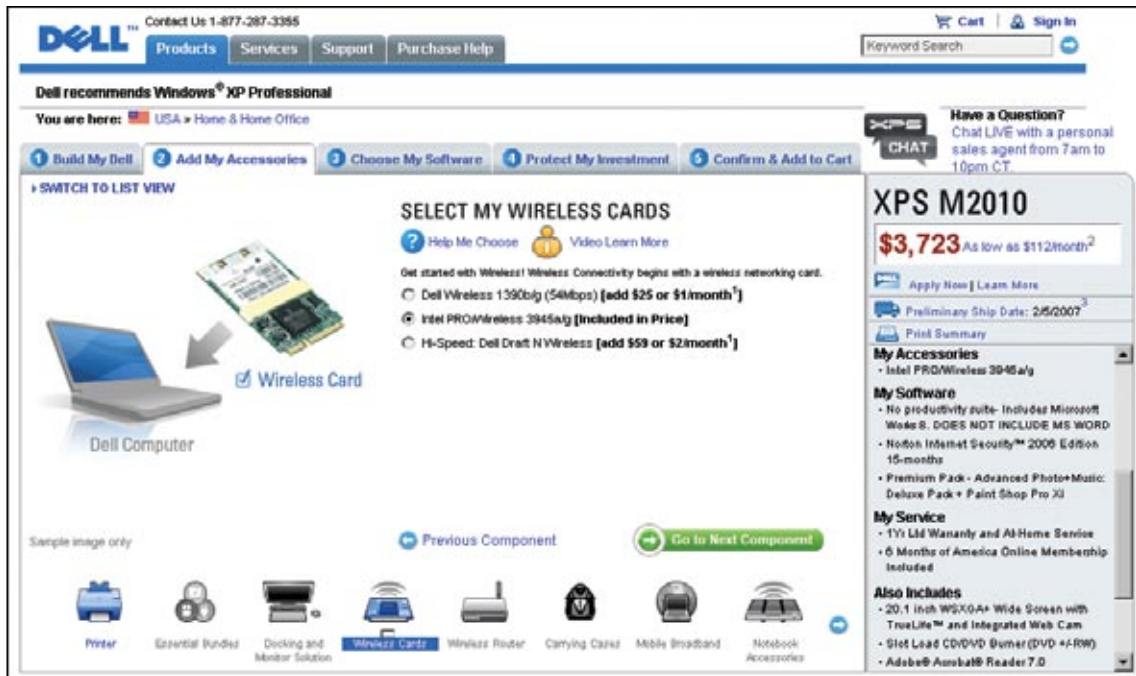 DELL™
Contact Us 1-877-287-3355
Cart | Sign In
Products Services Support Purchase Help
Keyword Search
Dell recommends Windows® XP Professional
You are here: USA » Home & Home Office
XPS CHAT
Have a Question?
Chat LIVE with a personal
sales agent from 7am to
10pm CT.
1 Build My Dell 2 Add My Accessories 3 Choose My Software 4 Protect My Investment 5 Confirm & Add to Cart
SWITCH TO LIST VIEW
SELECT MY WIRELESS CARDS
Help Me Choose Video Learn More
Get started with Wireless! Wireless Connectivity begins with a wireless networking card.
Dell Wireless 1390b/g (54Mbps) [add $25 or $1/month¹]
Intel PRO/Wireless 3945a/g [Included in Price]
Hi-Speed: Dell Draft N Wireless [add $59 or $2/month¹]
Wireless Card
Dell Computer
Sample image only
Previous Component
Go to Next Component
Printer
Essential Bundles
Docking and
Monitor Solution
Wireless Cards
Wireless Router
Carrying Cases
Mobile Broadband
Notebook
Accessories
XPS M2010
$3,723 As low as $112/month²
Apply Now | Learn More
Preliminary Ship Date: 2/6/2007³
Print Summary
My Accessories
· Intel PRO/Wireless 3945a/g
My Software
· No productivity suite- Includes Microsoft
Works 8. DOES NOT INCLUDE MS WORD
· Norton Internet Security™ 2006 Edition
15-months
· Premium Pack - Advanced Photo+Music:
Deluxe Pack + Paint Shop Pro XI
My Service
· 1Yr Ltd Warranty and At-Home Service
· 6 Months of America Online Membership
Included
Also Includes
· 20.1 inch WSXGA+ Wide Screen with
TrueLife™ and Integrated Web Cam
· Slot Load CD/DVD Burner (DVD +/-RW)
· Adobe® Acrobat® Reader 7.0